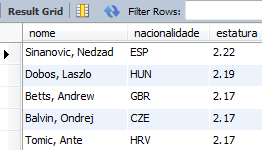 Result Grid Filter Rows:
nome nacionalidade estatura
Sinanovic, Nedzad ESP 2.22
Dobos, Laszlo HUN 2.19
Betts, Andrew GBR 2.17
Balvin, Ondrej CZE 2.17
Tomic, Ante HRV 2.17